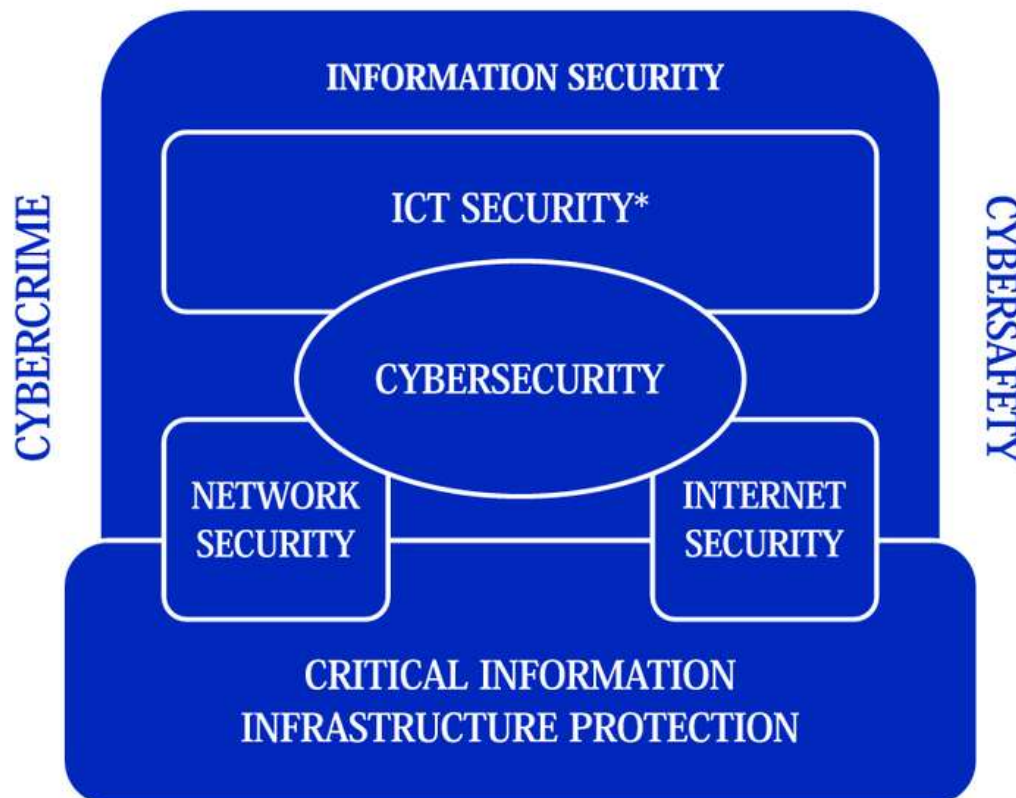 INFORMATION SECURITY
ICT SECURITY*
CYBERCRIME
CYBERSAFETY
CYBERSECURITY
NETWORK
SECURITY
INTERNET
SECURITY
CRITICAL INFORMATION
INFRASTRUCTURE PROTECTION